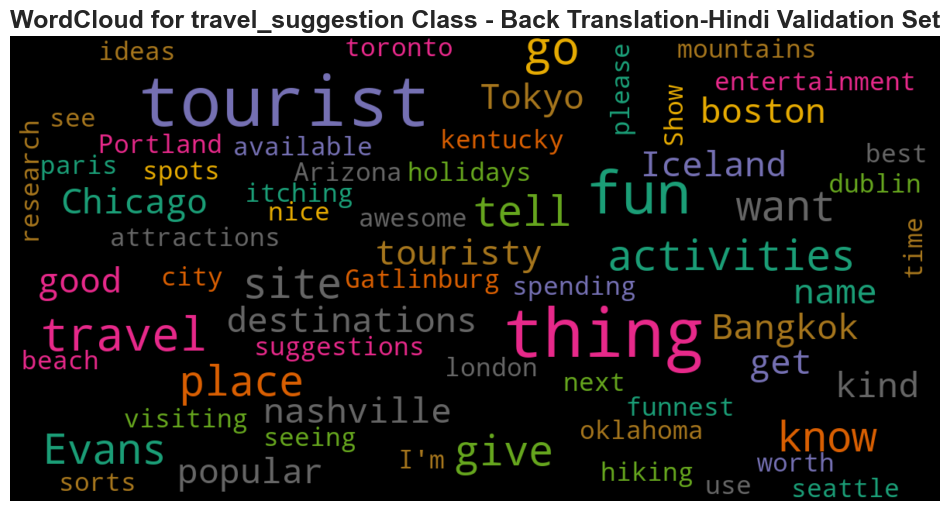 WordCloud for travel_suggestion Class - Back Translation-Hindi Validation Set
ideas
toronto
go
please
mountains
tourist
Tokyo
Show
entertainment
boston
see
Portland
available
kentucky
research
paris
spots
Arizona
holidays
Iceland
best
Chicago
itching
nice
awesome
tell
fun
want
dublin
attractions
touristy
activities
time
good
city
site
Gatlinburg
spending
name
travel
destinations
suggestions
thing
Bangkok
beach
place
london
next
get
kind
visiting
nashville
funnest
Evans
seeing
I'm
give
oklahoma
know
sorts
popular
hiking
worth
use
seattle